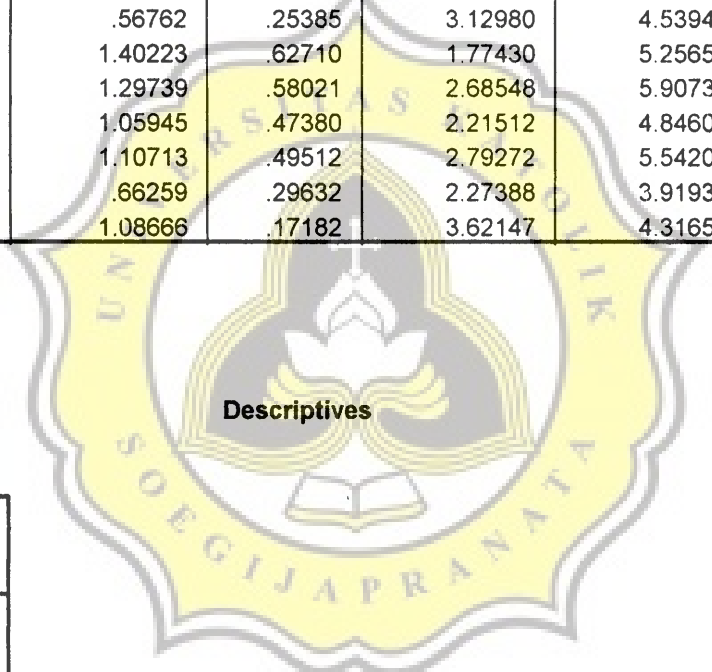 .56762 .25385 3.12980 4.5394
1.40223 .62710 1.77430 5.2565
1.29739 .58021 2.68548 5.9073
1.05945 .47380 2.21512 4.8460
1.10713 .49512 2.79272 5.5420
.66259 .29632 2.27388 3.9193
1.08666 .17182 3.62147 4.3165
Descriptives
UNIVERSITAS KATOLIK
SOEGIJAPRANATA